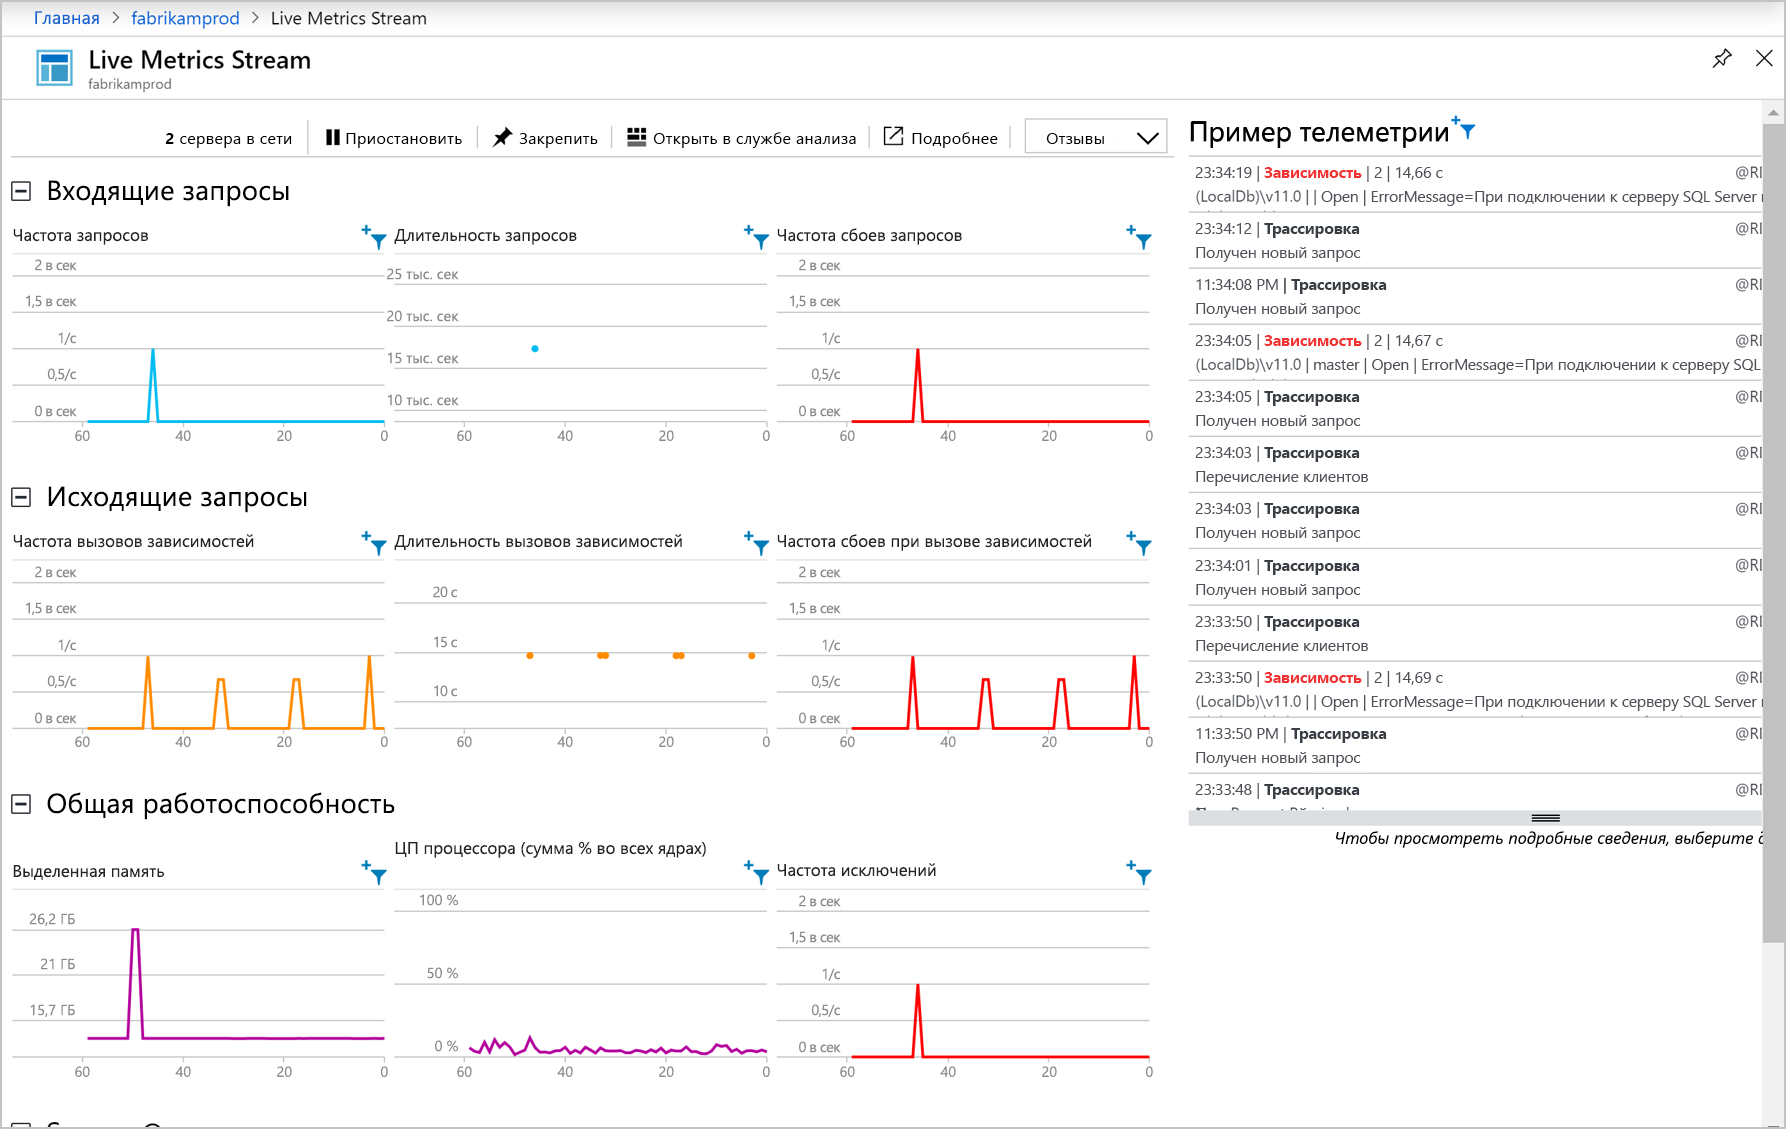 Главная > fabrikamprod > Live Metrics Stream
Live Metrics Stream
fabrikamprod
2 сервера в сети
Приостановить
Закрепить
Открыть в службе анализа
Подробнее
Отзывы
Входящие запросы
Частота запросов
2 в сек
1,5 в сек
1/с
0,5/с
0 в сек
60 40 20 0
Длительность запросов
25 тыс. сек
20 тыс. сек
15 тыс. сек
10 тыс. сек
60 40 20 0
Частота сбоев запросов
2 в сек
1,5 в сек
1/с
0,5/с
0 в сек
60 40 20 0
Исходящие запросы
Частота вызовов зависимостей
2 в сек
1,5 в сек
1/с
0,5/с
0 в сек
60 40 20 0
Длительность вызовов зависимостей
20 с
15 с
10 с
60 40 20 0
Частота сбоев при вызове зависимостей
2 в сек
1,5 в сек
1/с
0,5/с
0 в сек
60 40 20 0
Общая работоспособность
Выделенная память
26,2 ГБ
21 ГБ
15,7 ГБ
60 40 20 0
ЦП процессора (сумма % во всех ядрах)
100 %
50 %
0 %
60 40 20 0
Частота исключений
2 в сек
1,5 в сек
1/с
0,5/с
0 в сек
60 40 20 0
Пример телеметрии
23:34:19 | Зависимость | 2 | 14,66 с @RI
(LocalDb)\v11.0 | | Open | ErrorMessage=При подключении к серверу SQL Server
23:34:12 | Трассировка @RI
Получен новый запрос
11:34:08 PM | Трассировка @RI
Получен новый запрос
23:34:05 | Зависимость | 2 | 14,67 с @RI
(LocalDb)\v11.0 | master | Open | ErrorMessage=При подключении к серверу SQL
23:34:05 | Трассировка @RI
Получен новый запрос
23:34:03 | Трассировка @RI
Перечисление клиентов
23:34:03 | Трассировка @RI
Получен новый запрос
23:34:01 | Трассировка @RI
Получен новый запрос
23:33:50 | Трассировка @RI
Перечисление клиентов
23:33:50 | Зависимость | 2 | 14,69 с @RI
(LocalDb)\v11.0 | | Open | ErrorMessage=При подключении к серверу SQL Server
11:33:50 PM | Трассировка @RI
Получен новый запрос
23:33:48 | Трассировка @RI
Чтобы просмотреть подробные сведения, выберите